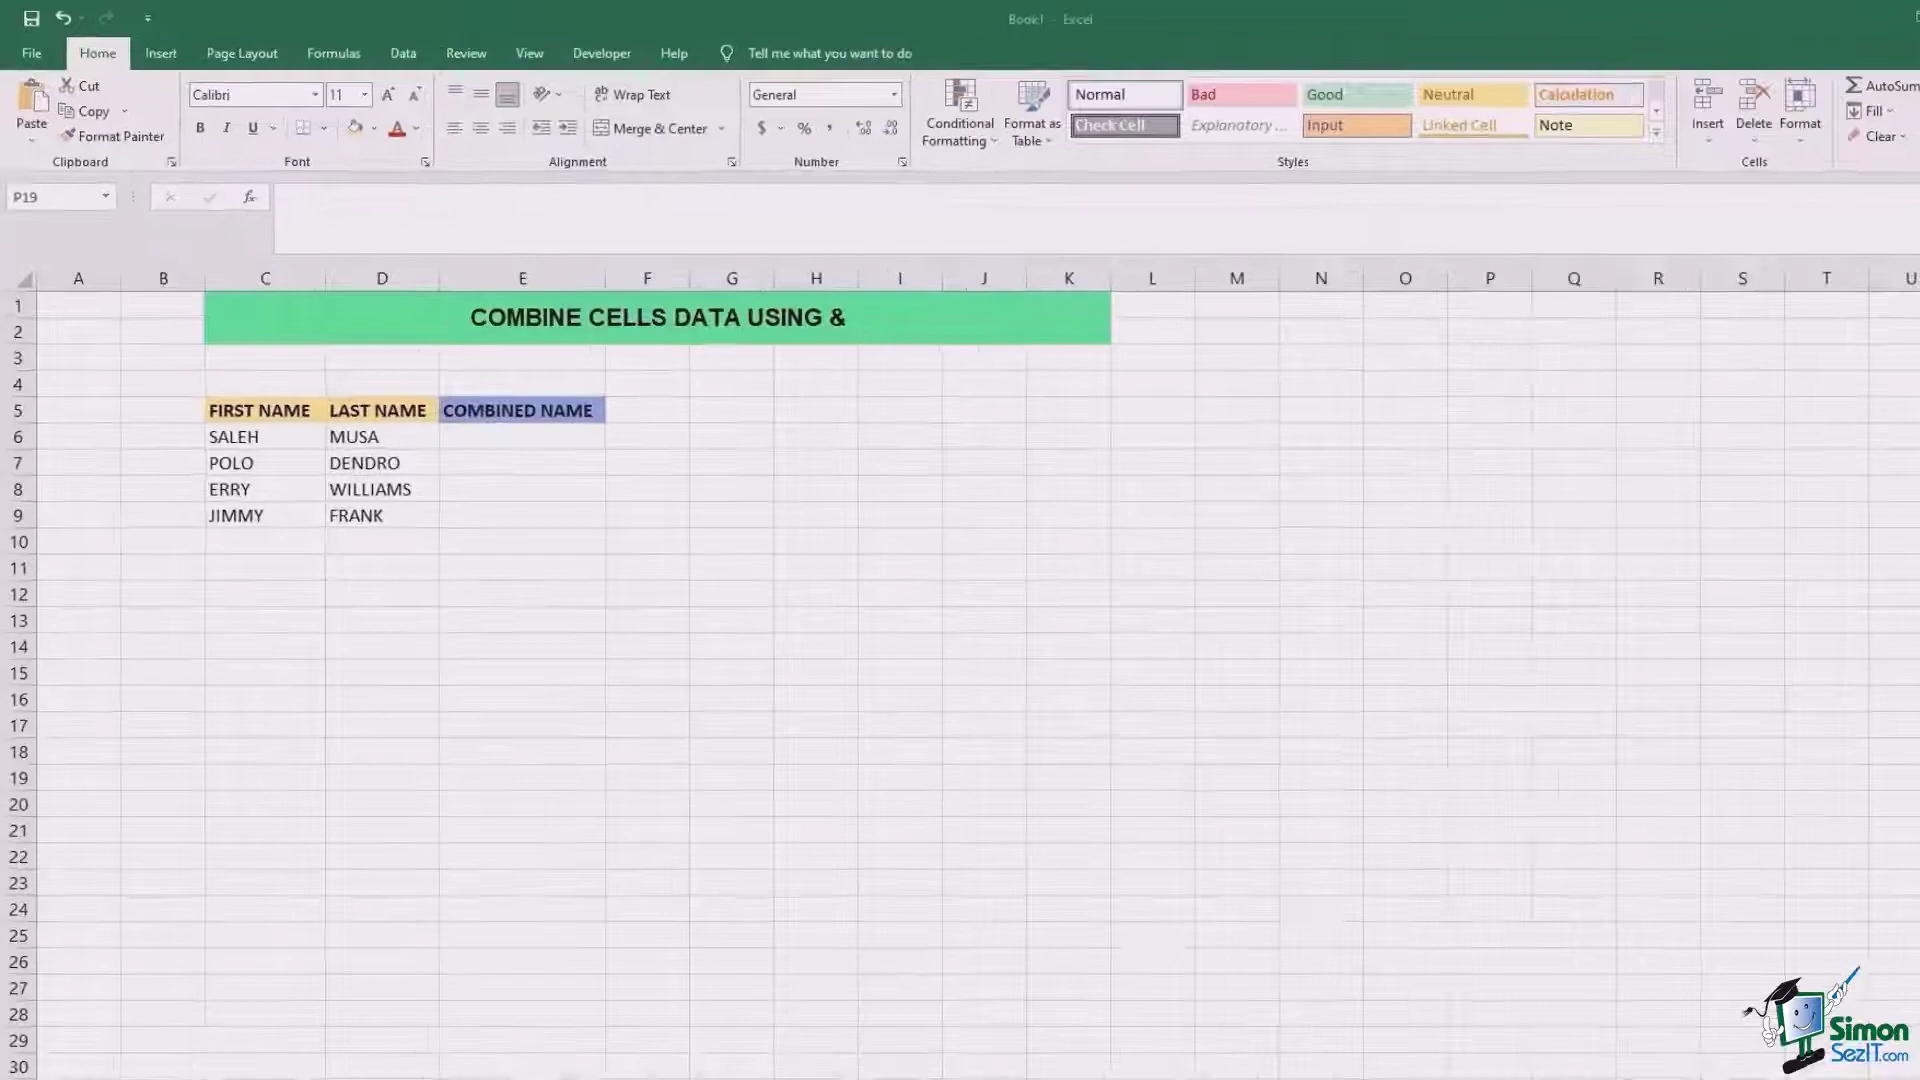 Book1 - Excel
File Home Insert Page Layout Formulas Data Review View Developer Help Tell me what you want to do
Cut
Copy
Format Painter
Paste
Clipboard
Calibri 11
B I U
Font
Wrap Text
Merge & Center
Alignment
General
$ % ,
Number
Conditional Formatting
Format as Table
Normal Bad Good Neutral Calculation
Check Cell Explanatory ... Input Linked Cell Note
Styles
Insert Delete Format
Cells
AutoSum
Fill
Clear
P19 fx
A B C D E F G H I J K L M N O P Q R S T U
1
COMBINE CELLS DATA USING &
2
3
4
5 FIRST NAME LAST NAME COMBINED NAME
6 SALEH MUSA
7 POLO DENDRO
8 ERRY WILLIAMS
9 JIMMY FRANK
10
11
12
13
14
15
16
17
18
19
20
21
22
23
24
25
26
27
28
29
30
Simon
SezIT.com